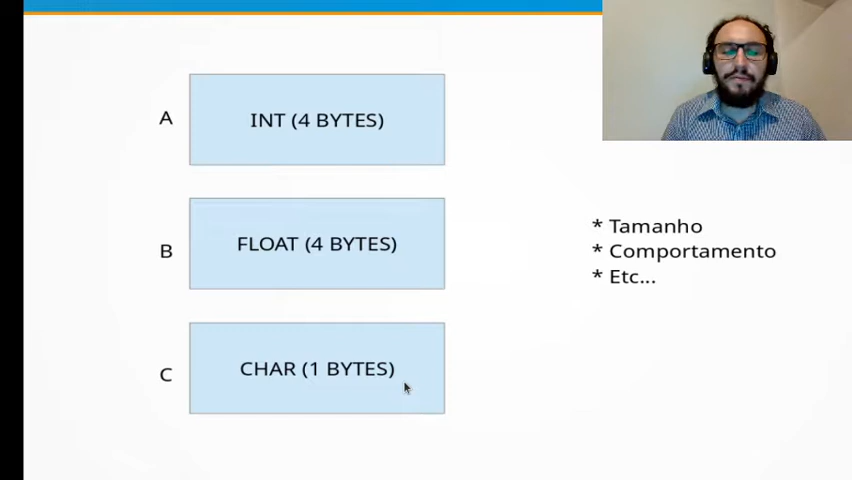 A
INT (4 BYTES)
B
FLOAT (4 BYTES)
C
CHAR (1 BYTES)
* Tamanho
* Comportamento
* Etc...